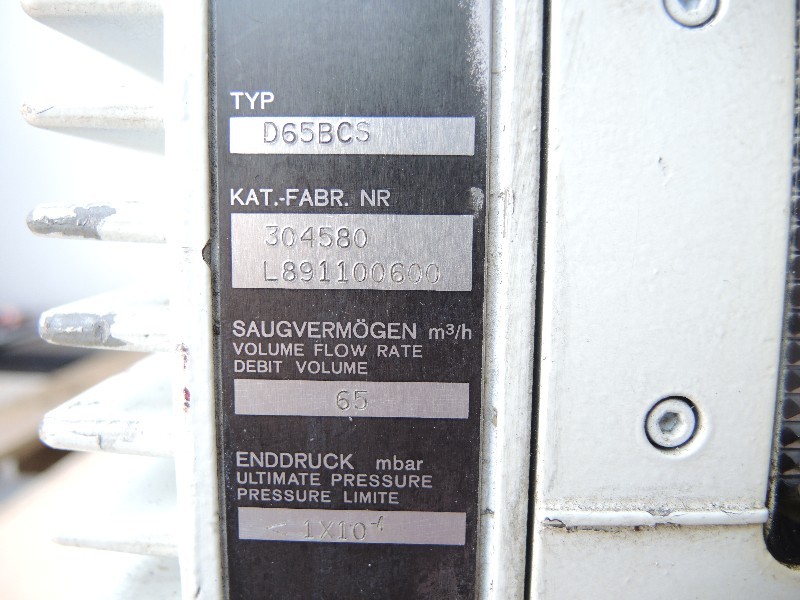 TYP
D65BCS
KAT.-FABR. NR
304580
L891100600
SAUGVERMÖGEN m³/h
VOLUME FLOW RATE
DEBIT VOLUME
65
ENDDRUCK mbar
ULTIMATE PRESSURE
PRESSURE LIMITE
1X10⁻⁴